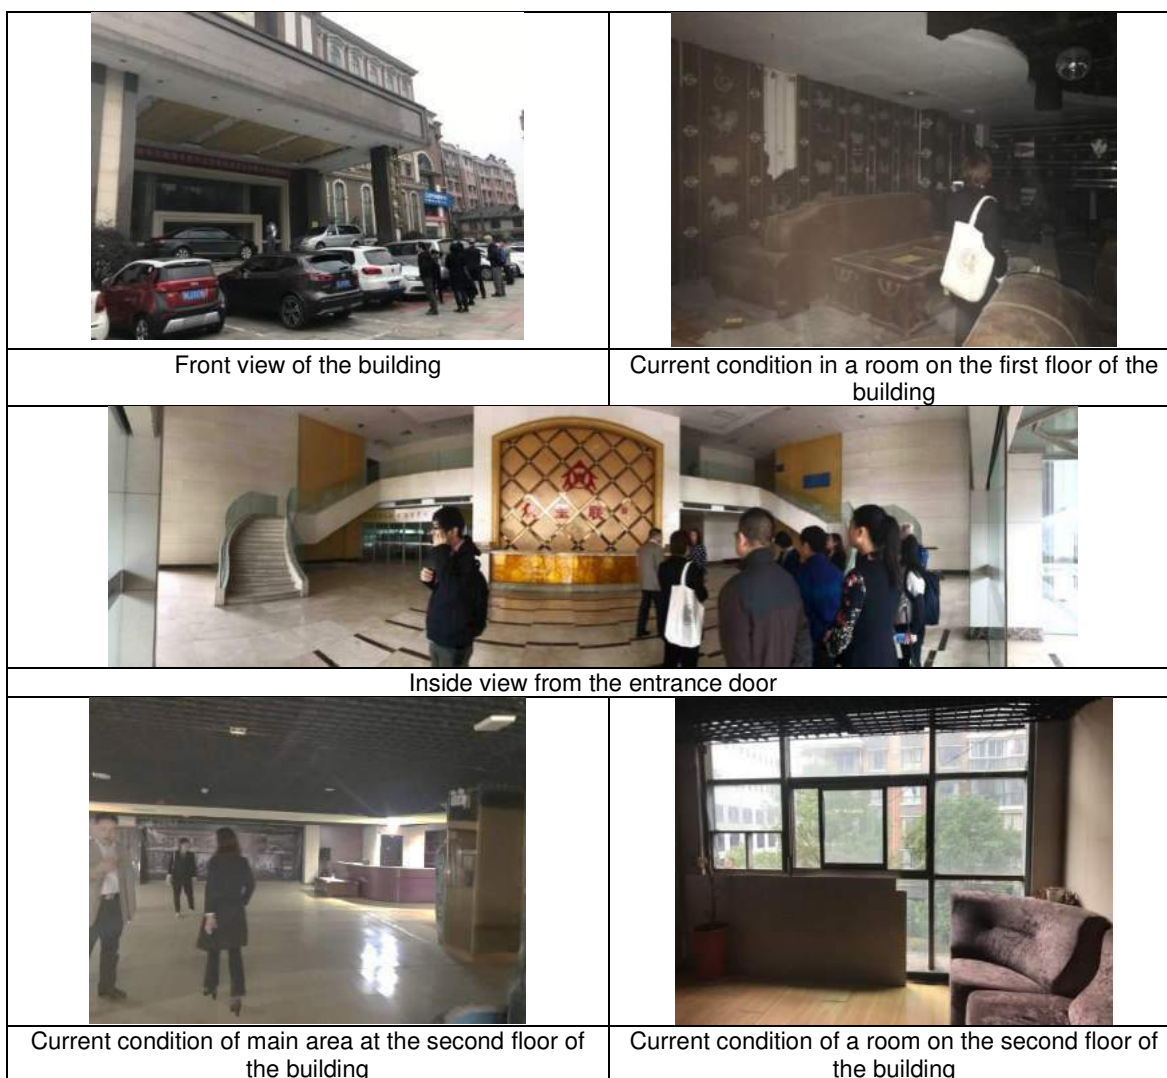 Front view of the building
Current condition in a room on the first floor of the
building
联
Inside view from the entrance door
Current condition of main area at the second floor of
the building
Current condition of a room on the second floor of
the building